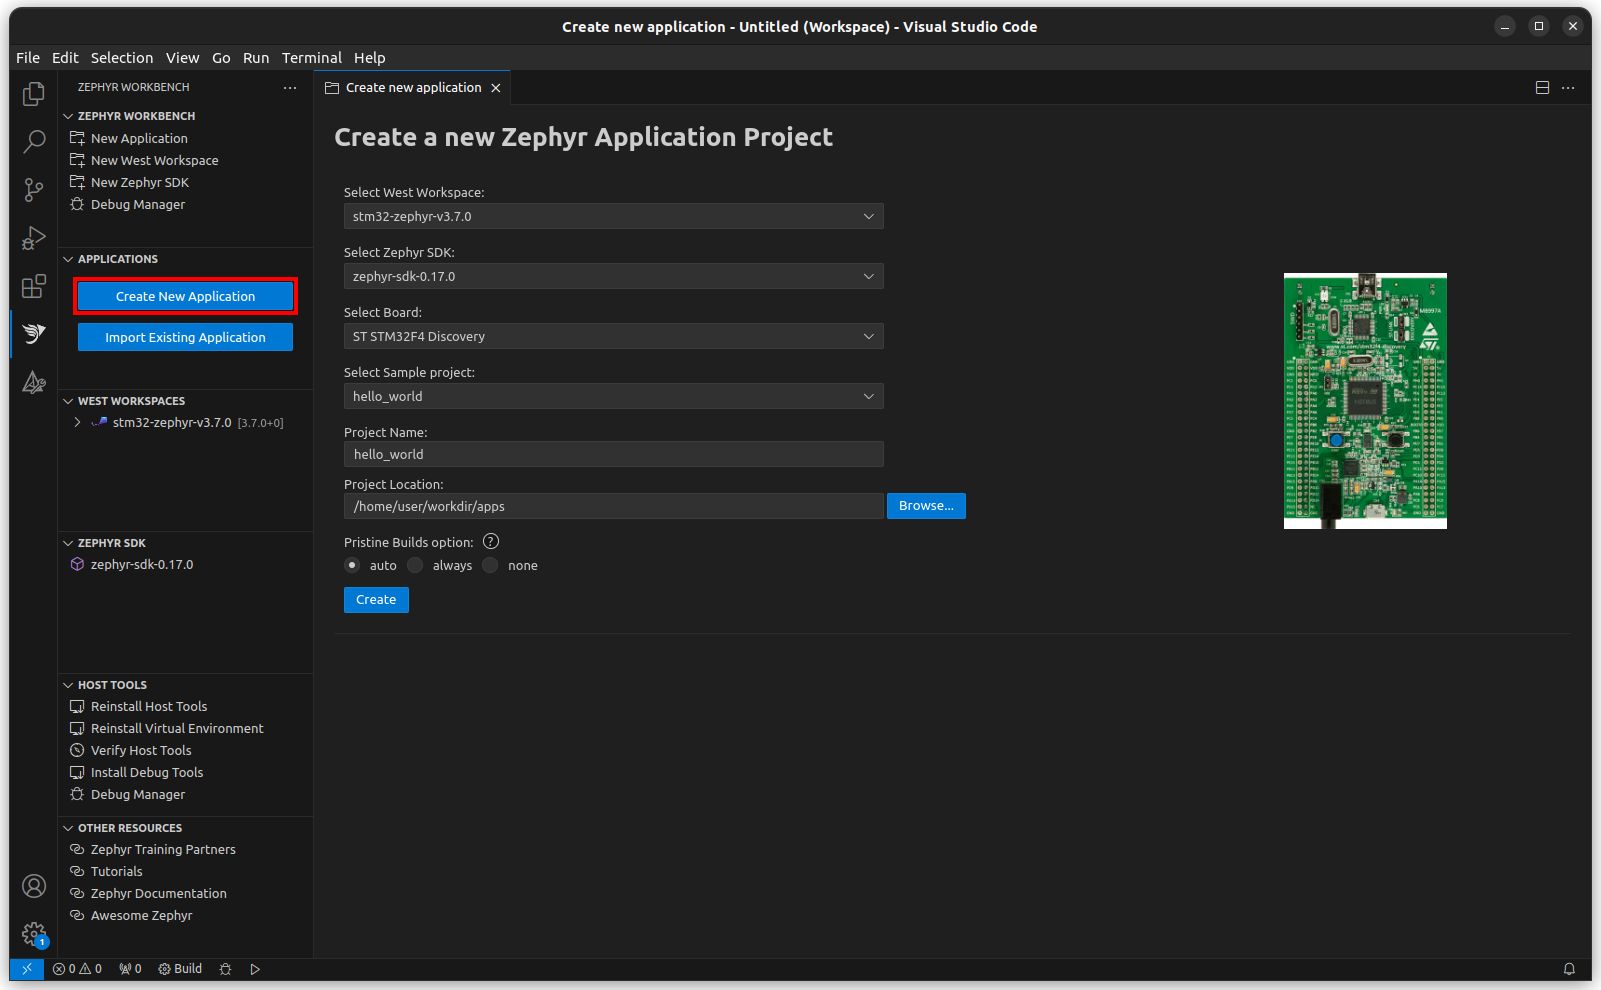 Create new application - Untitled (Workspace) - Visual Studio Code
File Edit Selection View Go Run Terminal Help
ZEPHYR WORKBENCH
ZEPHYR WORKBENCH
New Application
New West Workspace
New Zephyr SDK
Debug Manager
APPLICATIONS
Create New Application
Import Existing Application
WEST WORKSPACES
stm32-zephyr-v3.7.0 [3.7.0+0]
ZEPHYR SDK
zephyr-sdk-0.17.0
HOST TOOLS
Reinstall Host Tools
Reinstall Virtual Environment
Verify Host Tools
Install Debug Tools
Debug Manager
OTHER RESOURCES
Zephyr Training Partners
Tutorials
Zephyr Documentation
Awesome Zephyr
Create new application
Create a new Zephyr Application Project
Select West Workspace:
stm32-zephyr-v3.7.0
Select Zephyr SDK:
zephyr-sdk-0.17.0
Select Board:
ST STM32F4 Discovery
Select Sample project:
hello_world
Project Name:
hello_world
Project Location:
/home/user/workdir/apps
Browse...
Pristine Builds option: ?
auto always none
Create
MB997A
www.st.com/stm32f4-discovery
1
0 0 0 Build